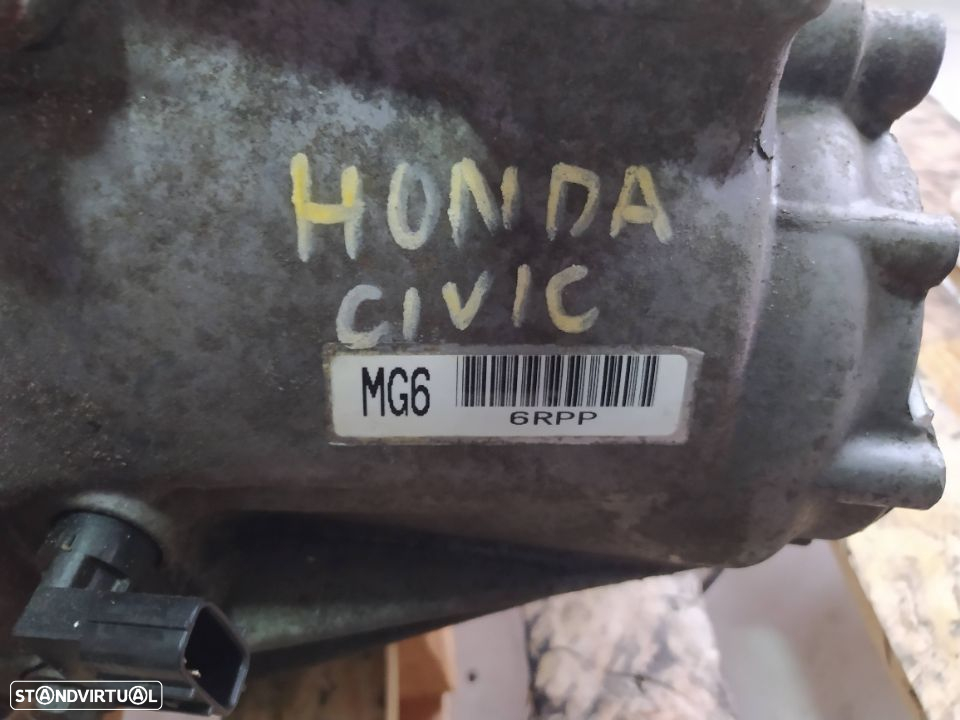 HONDA
CIVIC
MG6
6RPP
STANDVIRTUAL